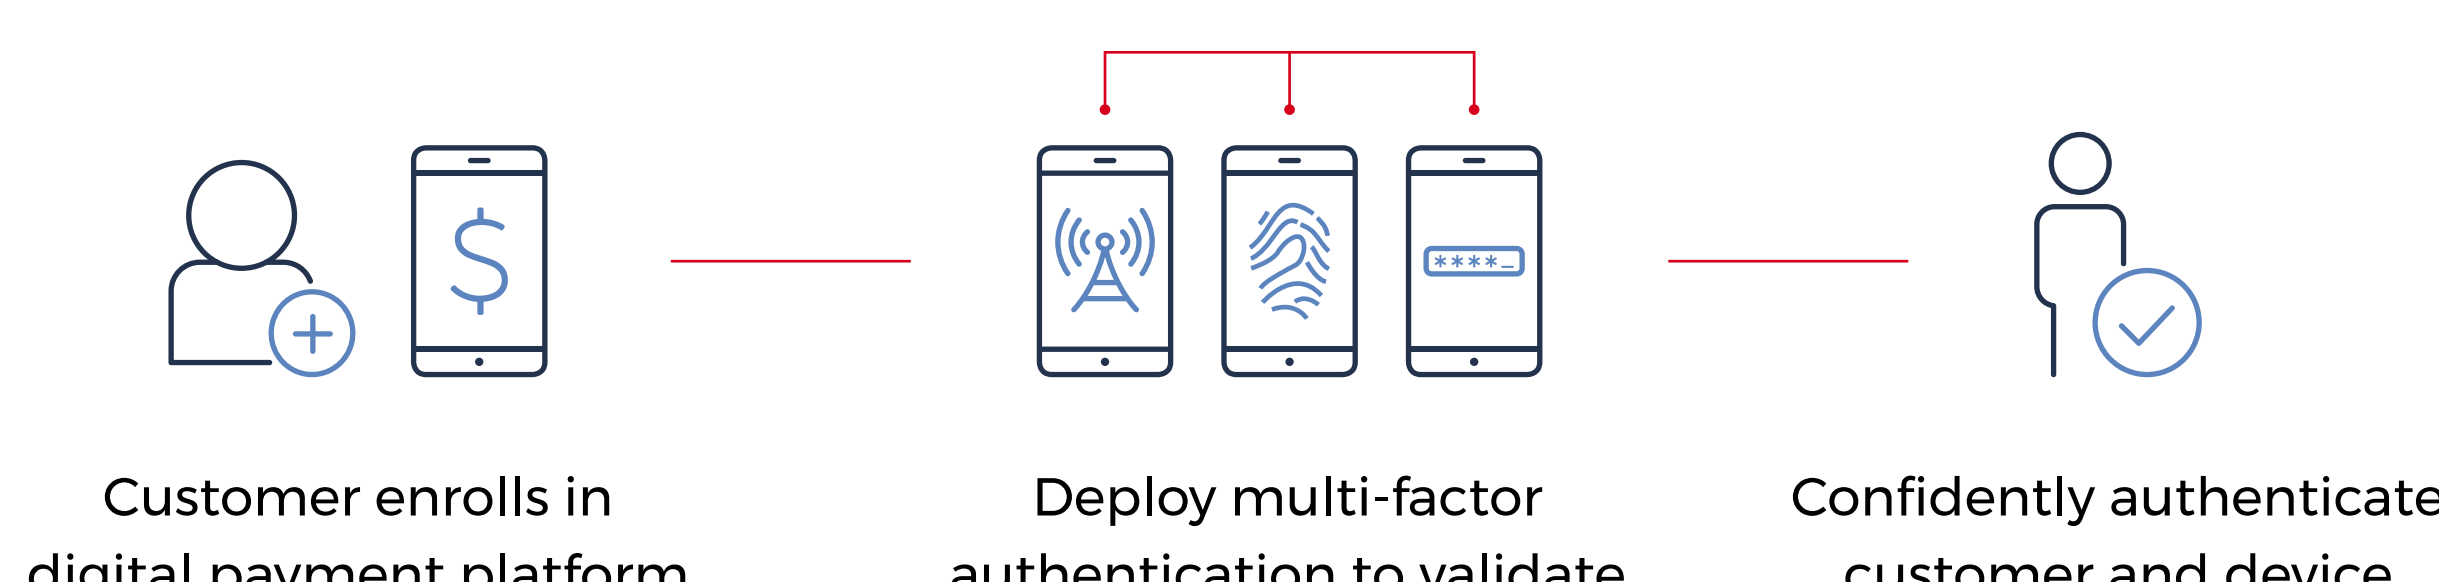 ****_
Customer enrolls in
digital payment platform
Deploy multi-factor
authentication to validate
Confidently authenticate
customer and device